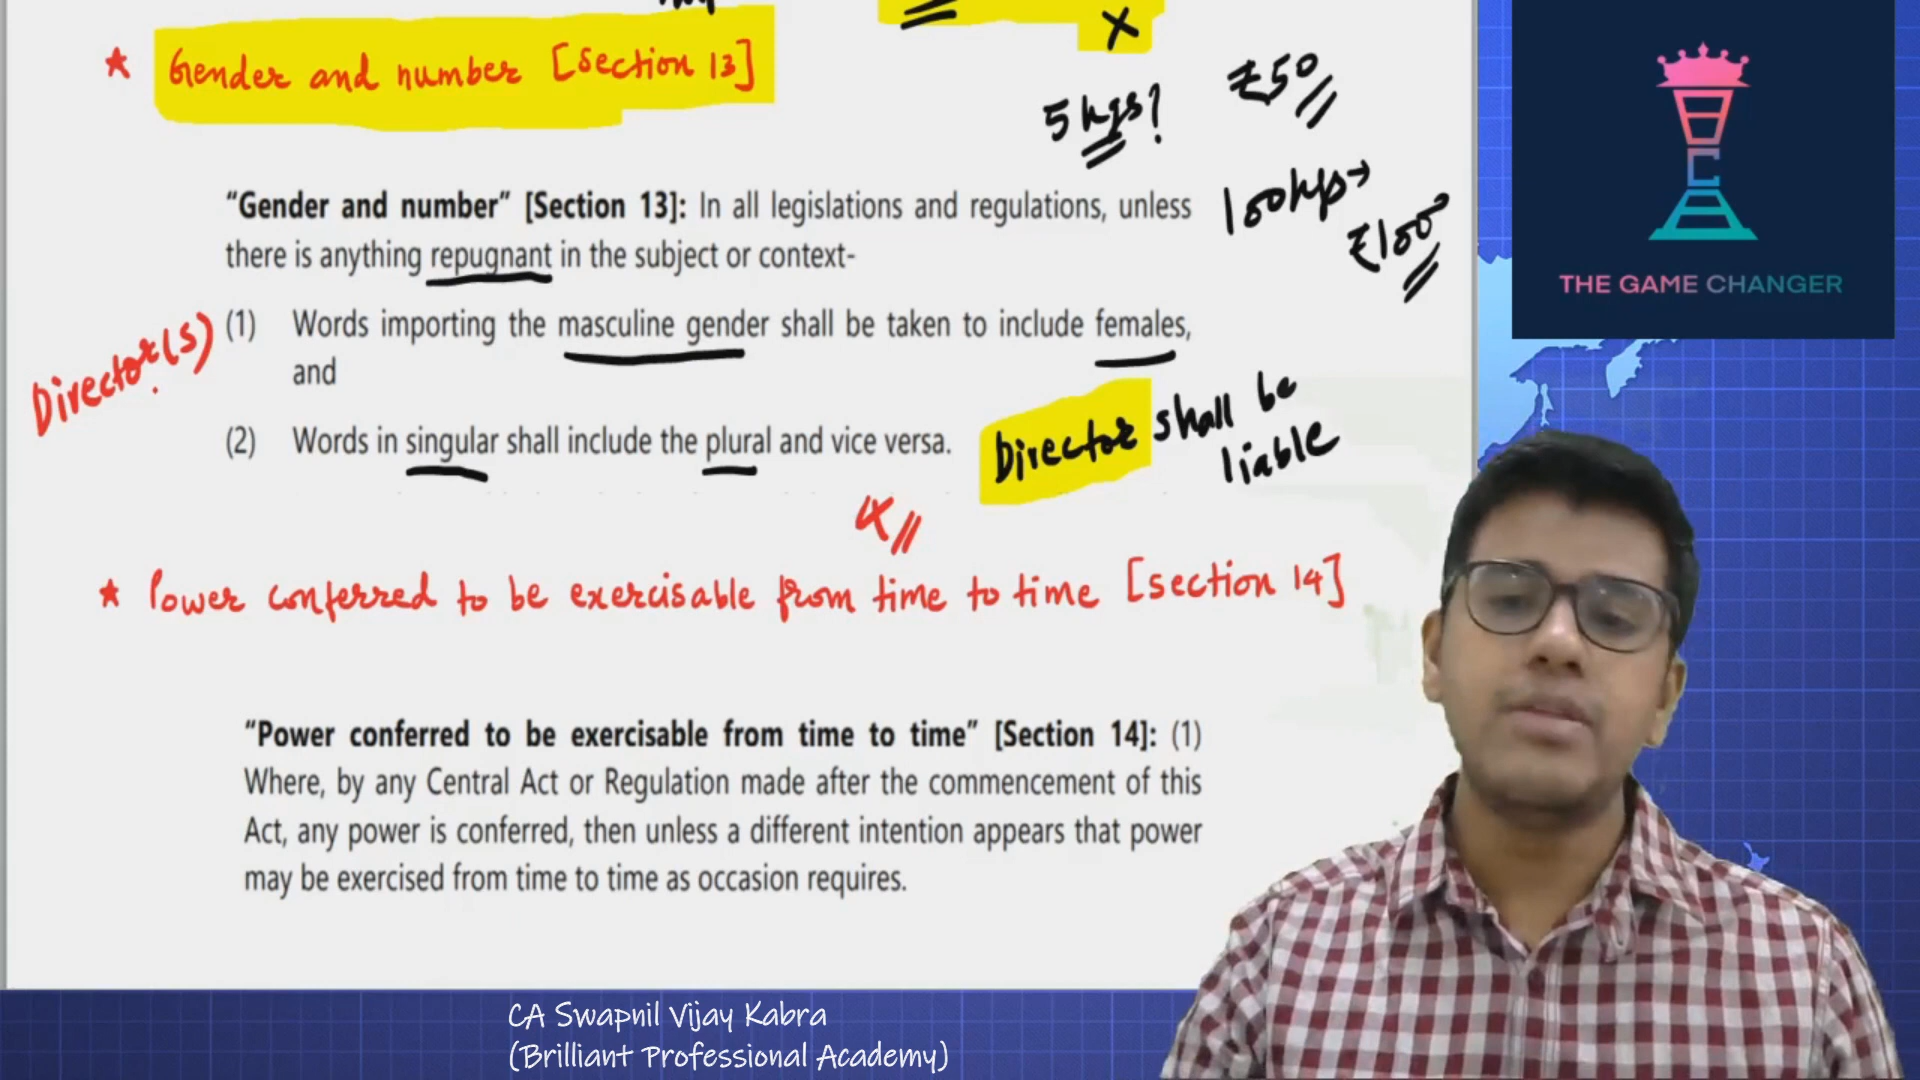 ★ Gender and number [Section 13]
X
5 kgs?
₹50
100 kgs →
₹100
"Gender and number" [Section 13]: In all legislations and regulations, unless
there is anything repugnant in the subject or context-
(1) Words importing the masculine gender shall be taken to include females,
and
Director(s)
(2) Words in singular shall include the plural and vice versa.
Director shall be
liable
★ Power conferred to be exercisable from time to time [section 14]
"Power conferred to be exercisable from time to time" [Section 14]: (1)
Where, by any Central Act or Regulation made after the commencement of this
Act, any power is conferred, then unless a different intention appears that power
may be exercised from time to time as occasion requires.
THE GAME CHANGER
CA Swapnil Vijay Kabra
(Brilliant Professional Academy)